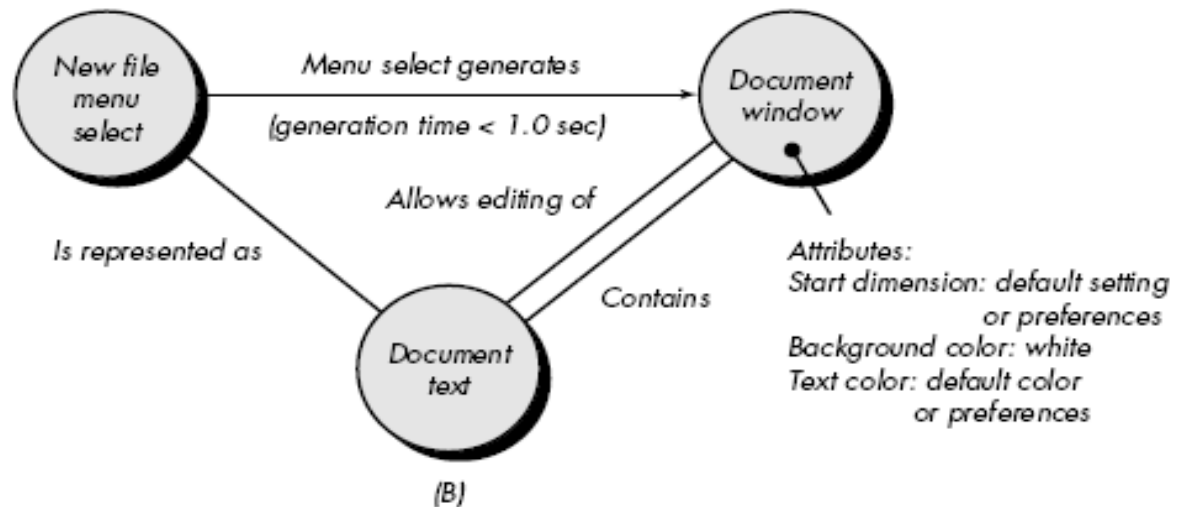 New file
menu
select
Menu select generates
(generation time < 1.0 sec)
Document
window
Allows editing of
Is represented as
Contains
Document
text
Attributes:
Start dimension: default setting
or preferences
Background color: white
Text color: default color
or preferences
(B)